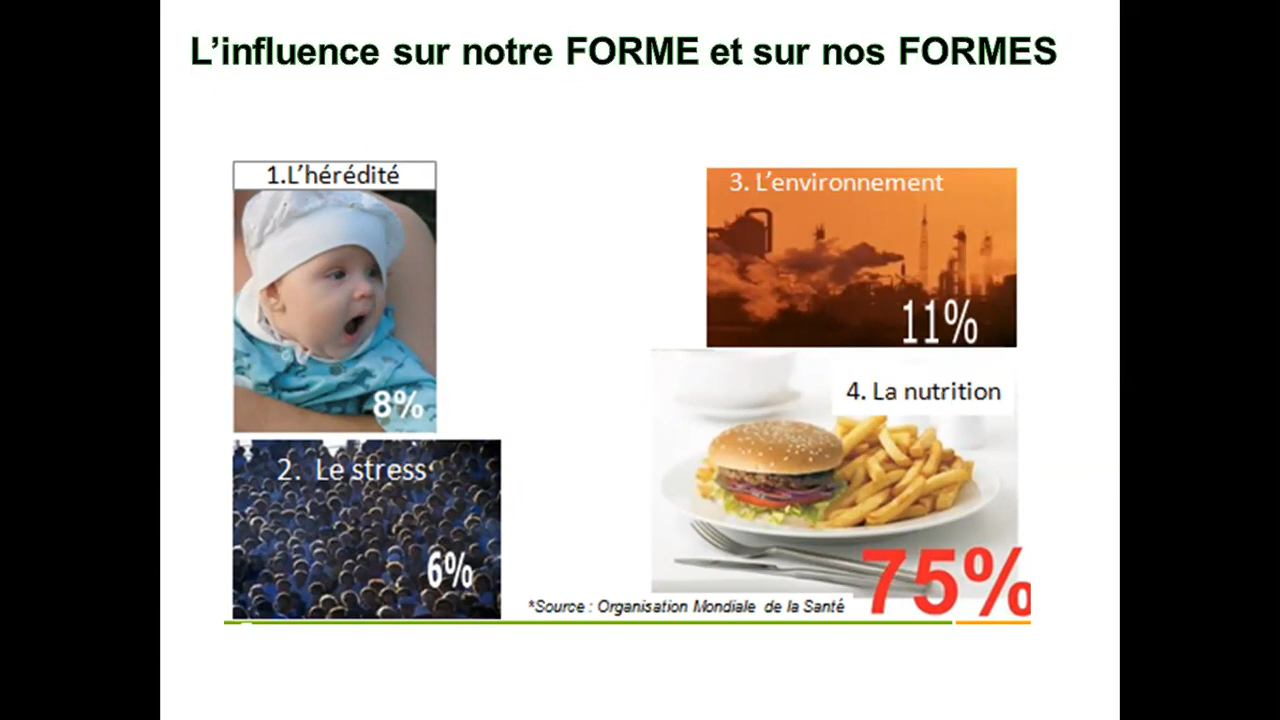 L’influence sur notre FORME et sur nos FORMES
1.L’hérédité
8%
2. Le stress
6%
3. L’environnement
11%
4. La nutrition
75%
*Source : Organisation Mondiale de la Santé